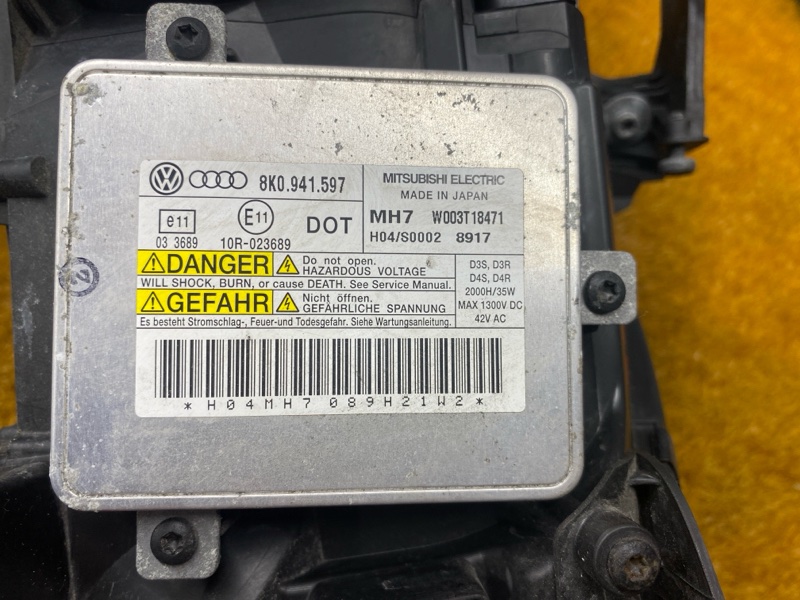 VW 8K0.941.597
MITSUBISHI ELECTRIC
MADE IN JAPAN
e11
E11
DOT
03 3689
10R-023689
MH7 W003T18471
H04/S0002 8917
DANGER
Do not open.
HAZARDOUS VOLTAGE
WILL SHOCK, BURN, or cause DEATH. See Service Manual.
GEFAHR
Nicht öffnen.
GEFÄHRLICHE SPANNUNG
Es besteht Stromschlag-, Feuer-und Todesgefahr. Siehe Wartungsanleitung.
D3S, D3R
D4S, D4R
2000H/35W
MAX 1300V DC
42V AC
*H04MH7089H21W2*